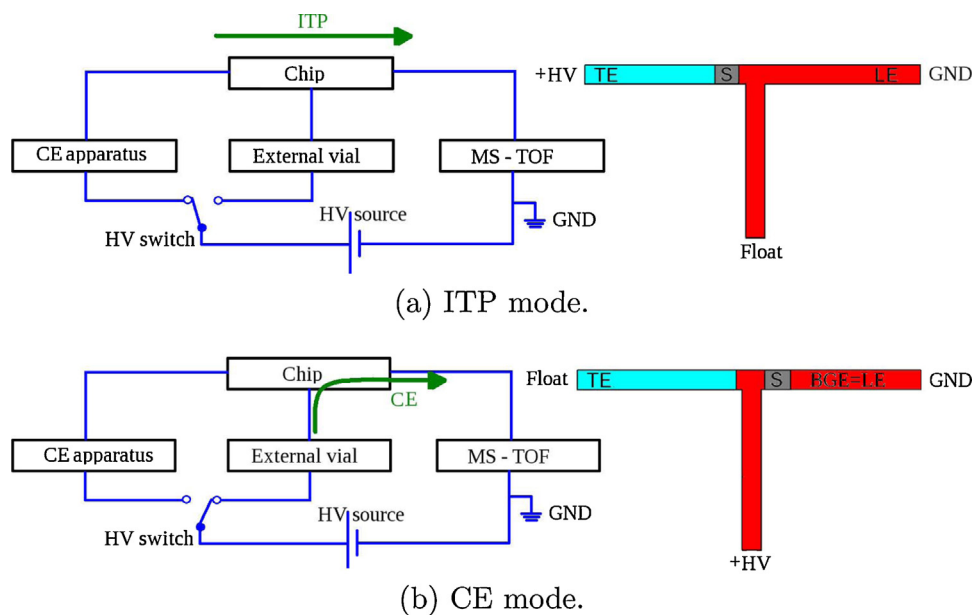 ITP
Chip
CE apparatus
External vial
MS - TOF
HV source
GND
HV switch
+HV
TE
S
LE
GND
Float
(a) ITP mode.
Chip
CE
CE apparatus
External vial
MS - TOF
HV source
GND
HV switch
Float
TE
S
BGE=LE
GND
+HV
(b) CE mode.